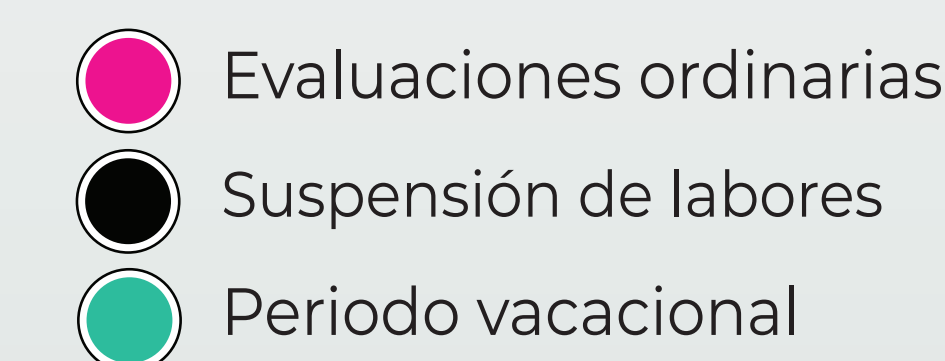 Evaluaciones ordinarias
Suspensión de labores
Periodo vacacional